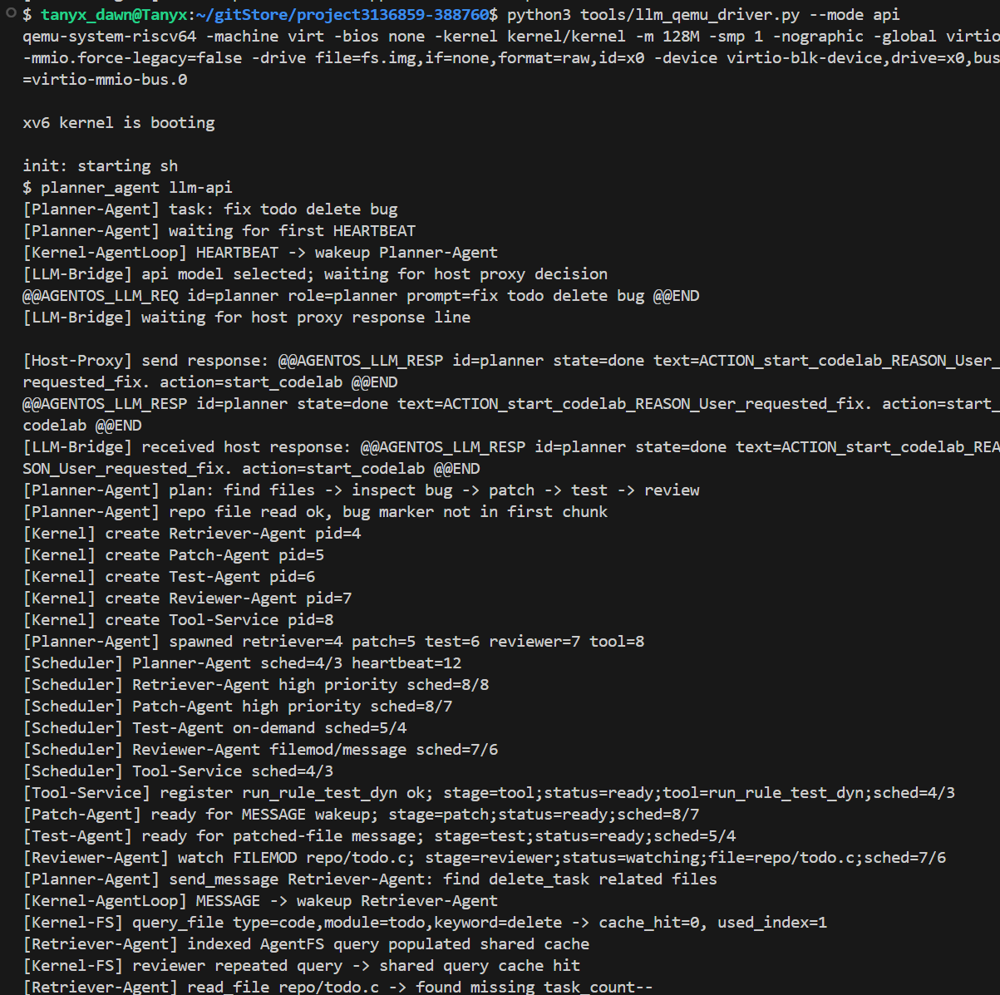 $ tanyx_dawn@Tanyx:~/gitStore/project3136859-388760$ python3 tools/llm_qemu_driver.py --mode api
qemu-system-riscv64 -machine virt -bios none -kernel kernel/kernel -m 128M -smp 1 -nographic -global virtio
-mmio.force-legacy=false -drive file=fs.img,if=none,format=raw,id=x0 -device virtio-blk-device,drive=x0,bus
=virtio-mmio-bus.0
xv6 kernel is booting
init: starting sh
$ planner_agent llm-api
[Planner-Agent] task: fix todo delete bug
[Planner-Agent] waiting for first HEARTBEAT
[Kernel-AgentLoop] HEARTBEAT -> wakeup Planner-Agent
[LLM-Bridge] api model selected; waiting for host proxy decision
@@AGENTOS_LLM_REQ id=planner role=planner prompt=fix todo delete bug @@END
[LLM-Bridge] waiting for host proxy response line
[Host-Proxy] send response: @@AGENTOS_LLM_RESP id=planner state=done text=ACTION_start_codelab_REASON_User_
requested_fix. action=start_codelab @@END
@@AGENTOS_LLM_RESP id=planner state=done text=ACTION_start_codelab_REASON_User_requested_fix. action=start_
codelab @@END
[LLM-Bridge] received host response: @@AGENTOS_LLM_RESP id=planner state=done text=ACTION_start_codelab_REA
SON_User_requested_fix. action=start_codelab @@END
[Planner-Agent] plan: find files -> inspect bug -> patch -> test -> review
[Planner-Agent] repo file read ok, bug marker not in first chunk
[Kernel] create Retriever-Agent pid=4
[Kernel] create Patch-Agent pid=5
[Kernel] create Test-Agent pid=6
[Kernel] create Reviewer-Agent pid=7
[Kernel] create Tool-Service pid=8
[Planner-Agent] spawned retriever=4 patch=5 test=6 reviewer=7 tool=8
[Scheduler] Planner-Agent sched=4/3 heartbeat=12
[Scheduler] Retriever-Agent high priority sched=8/8
[Scheduler] Patch-Agent high priority sched=8/7
[Scheduler] Test-Agent on-demand sched=5/4
[Scheduler] Reviewer-Agent filemod/message sched=7/6
[Scheduler] Tool-Service sched=4/3
[Tool-Service] register run_rule_test_dyn ok; stage=tool;status=ready;tool=run_rule_test_dyn;sched=4/3
[Patch-Agent] ready for MESSAGE wakeup; stage=patch;status=ready;sched=8/7
[Test-Agent] ready for patched-file message; stage=test;status=ready;sched=5/4
[Reviewer-Agent] watch FILEMOD repo/todo.c; stage=reviewer;status=watching;file=repo/todo.c;sched=7/6
[Planner-Agent] send_message Retriever-Agent: find delete_task related files
[Kernel-AgentLoop] MESSAGE -> wakeup Retriever-Agent
[Kernel-FS] query_file type=code,module=todo,keyword=delete -> cache_hit=0, used_index=1
[Retriever-Agent] indexed AgentFS query populated shared cache
[Kernel-FS] reviewer repeated query -> shared query cache hit
[Retriever-Agent] read_file repo/todo.c -> found missing task_count--